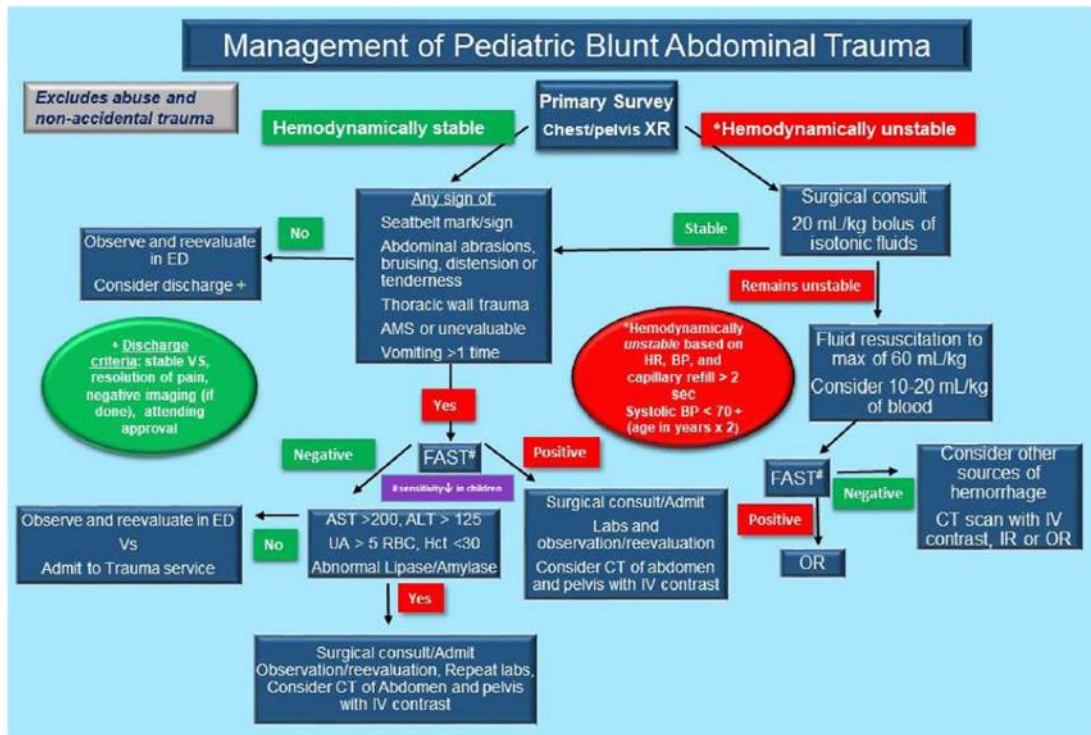 Management of Pediatric Blunt Abdominal Trauma
Excludes abuse and
non-accidental trauma
Primary Survey
Chest/pelvis XR
Hemodynamically stable
*Hemodynamically unstable
Any sign of:
Seatbelt mark/sign
Abdominal abrasions,
bruising, distension or
tenderness
Thoracic wall trauma
AMS or unevaluable
Vomiting >1 time
Surgical consult
20 mL/kg bolus of
isotonic fluids
No
Stable
Observe and reevaluate
in ED
Consider discharge +
Remains unstable
+ Discharge
criteria: stable VS,
resolution of pain,
negative imaging (if
done), attending
approval
*Hemodynamically
unstable based on
HR, BP, and
capillary refill > 2
sec
Systolic BP < 70 +
(age in years x 2)
Fluid resuscitation to
max of 60 mL/kg
Consider 10-20 mL/kg
of blood
Yes
Negative
FAST#
Positive
# sensitivity↓ in children
FAST#
Negative
Positive
Consider other
sources of
hemorrhage
CT scan with IV
contrast, IR or OR
OR
Observe and reevaluate in ED
Vs
Admit to Trauma service
No
AST >200, ALT > 125
UA > 5 RBC, Hct <30
Abnormal Lipase/Amylase
Surgical consult/Admit
Labs and
observation/reevaluation
Consider CT of abdomen
and pelvis with IV contrast
Yes
Surgical consult/Admit
Observation/reevaluation, Repeat labs,
Consider CT of Abdomen and pelvis
with IV contrast